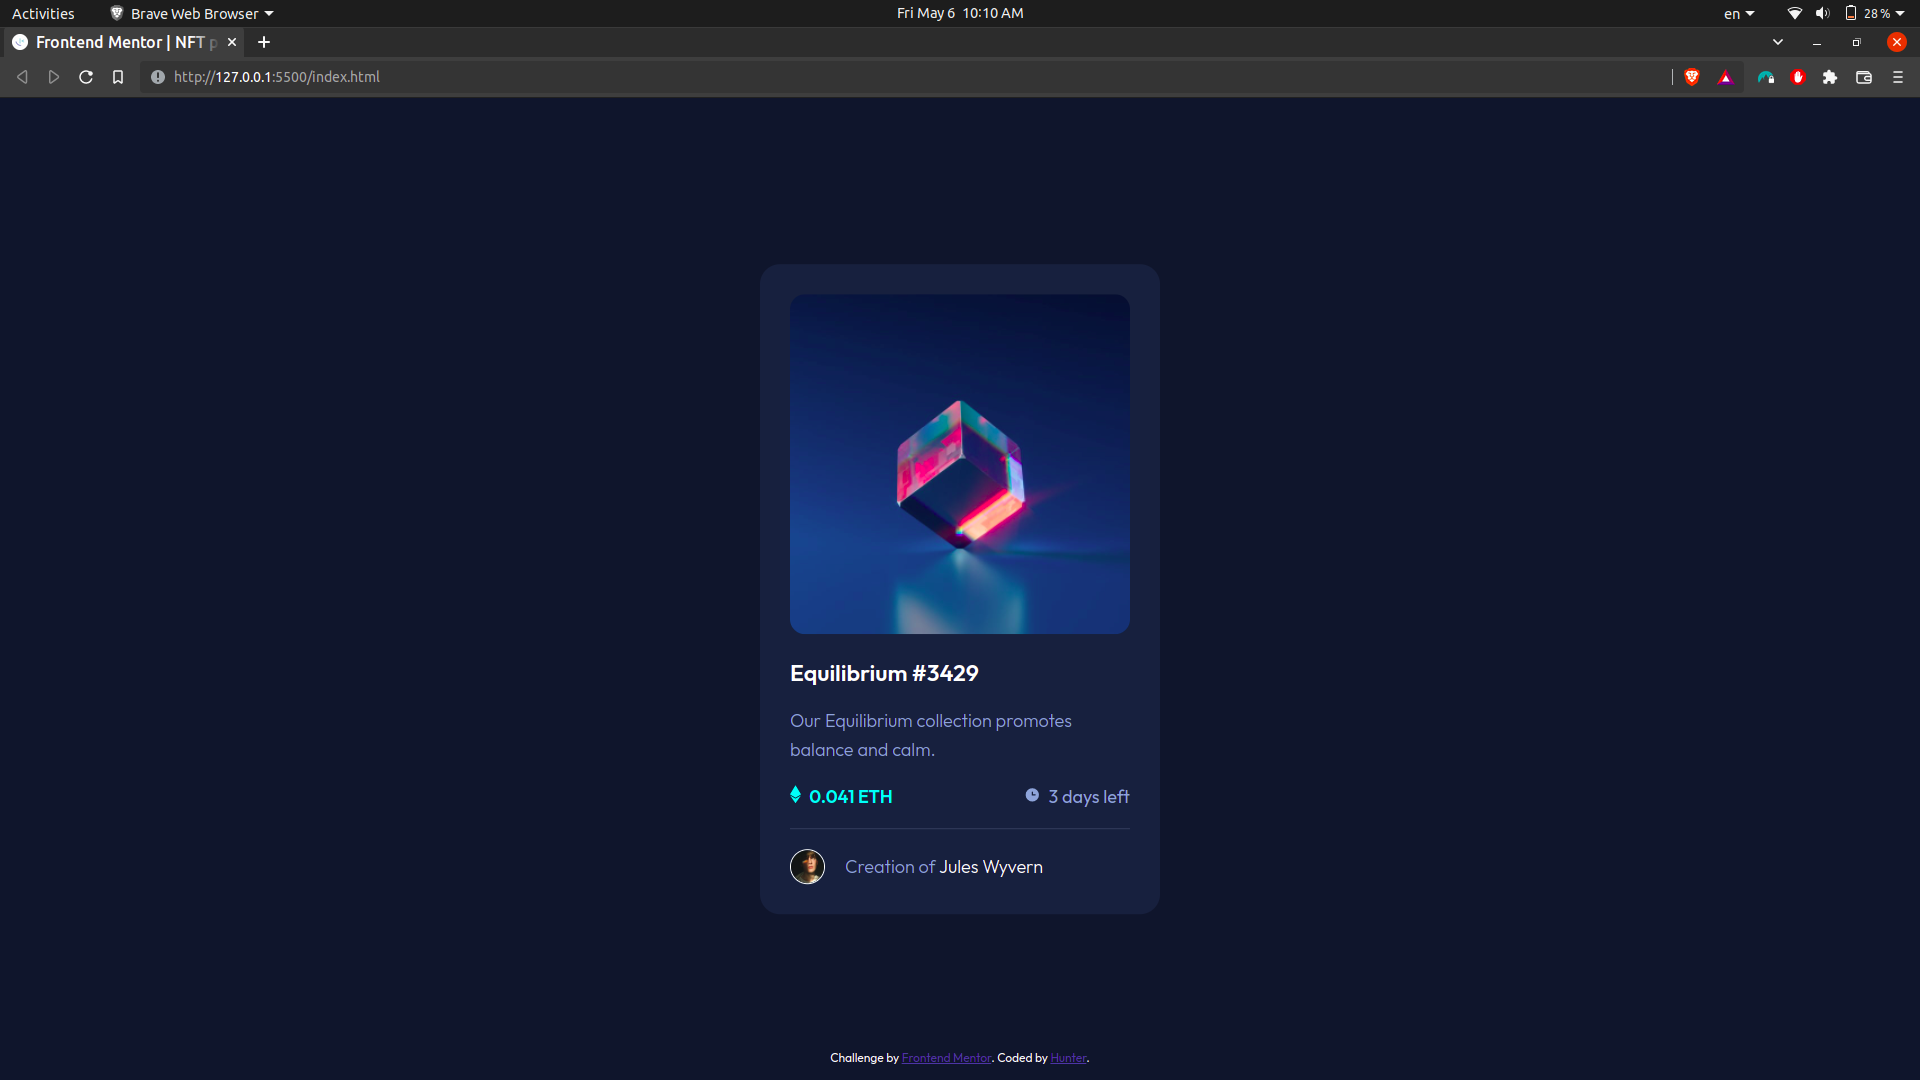 Activities Brave Web Browser Fri May 6 10:10 AM en 28 %
Frontend Mentor | NFT p
http://127.0.0.1:5500/index.html
Equilibrium #3429
Our Equilibrium collection promotes
balance and calm.
0.041 ETH 3 days left
Creation of Jules Wyvern
Challenge by Frontend Mentor. Coded by Hunter.